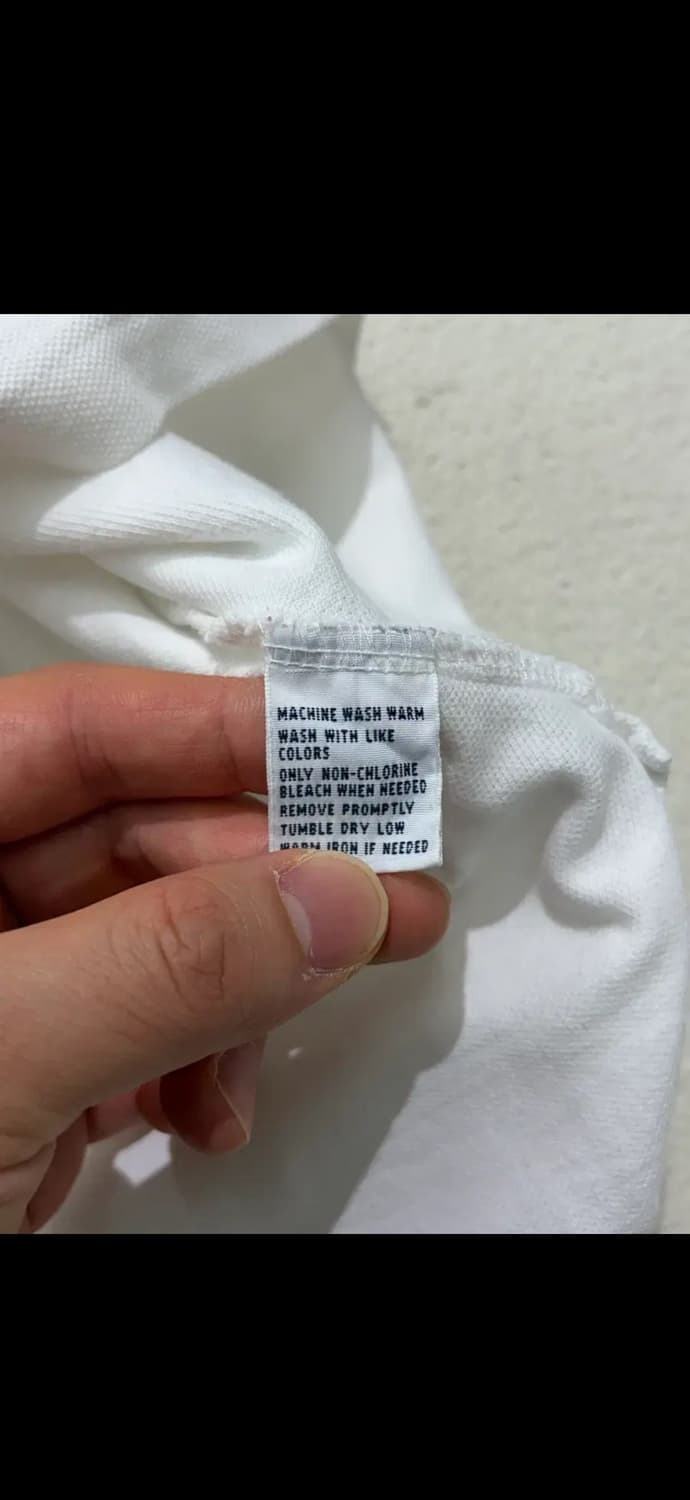 MACHINE WASH WARM
WASH WITH LIKE
COLORS
ONLY NON-CHLORINE
BLEACH WHEN NEEDED
REMOVE PROMPTLY
TUMBLE DRY LOW
WARM IRON IF NEEDED